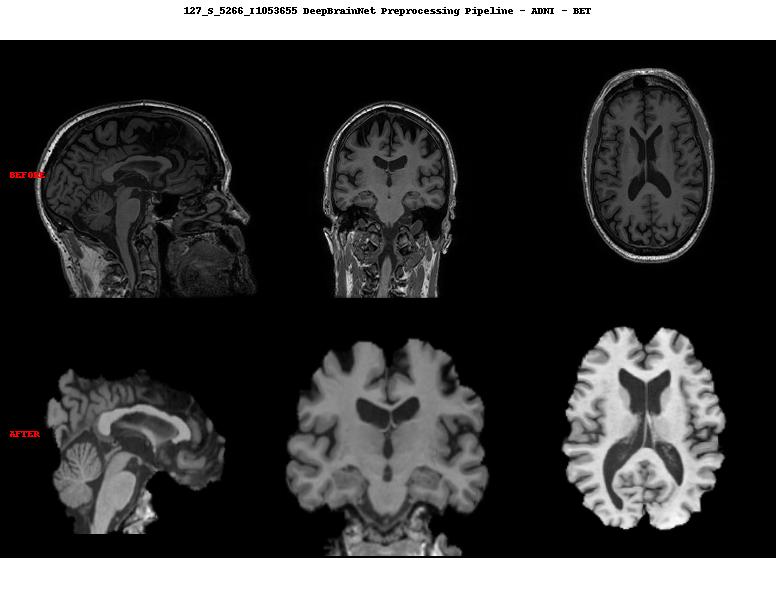 127_S_5266_I1053655 DeepBrainNet Preprocessing Pipeline - ADNI - BET
BEFORE
AFTER